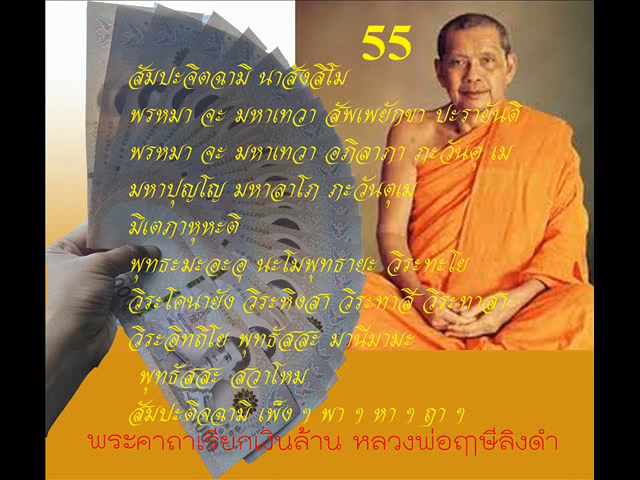 55
สัมปะจิตฉามิ นาสังสิโม
พรหมา จะ มหาเทวา สัพเพยักขา ปะรายันติ
พรหมา จะ มหาเทวา อภิลาภา ภะวันตุ เม
มหาปุญโญ มหาลาโภ ภะวันตุเม
มิเตภาหุหะติ
พุทธะมะอะอุ นะโมพุทธายะ วิระทะโย
วิระโคนายัง วิระหิงสา วิระทาสี วิระทาสา
วิระอิทถิโย พุทธัสสะ มานีมามะ
พุทธัสสะ สวาโหม
สัมปะติจฉามิ เพ็ง ๆ พา ๆ หา ๆ ฤา ๆ
พระคาถาเรียกเงินล้าน หลวงพ่อฤาษีลิงดำ